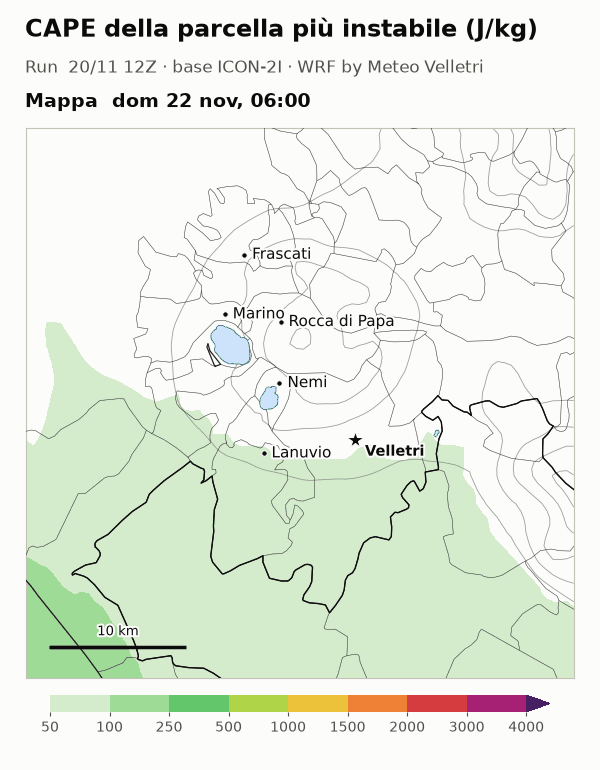 CAPE della parcella più instabile (J/kg)
Run  20/11 12Z · base ICON-2I · WRF by Meteo Velletri
Mappa  dom 22 nov, 06:00
Frascati
Marino
Rocca di Papa
Nemi
Velletri
Lanuvio
10 km
50 100 250 500 1000 1500 2000 3000 4000